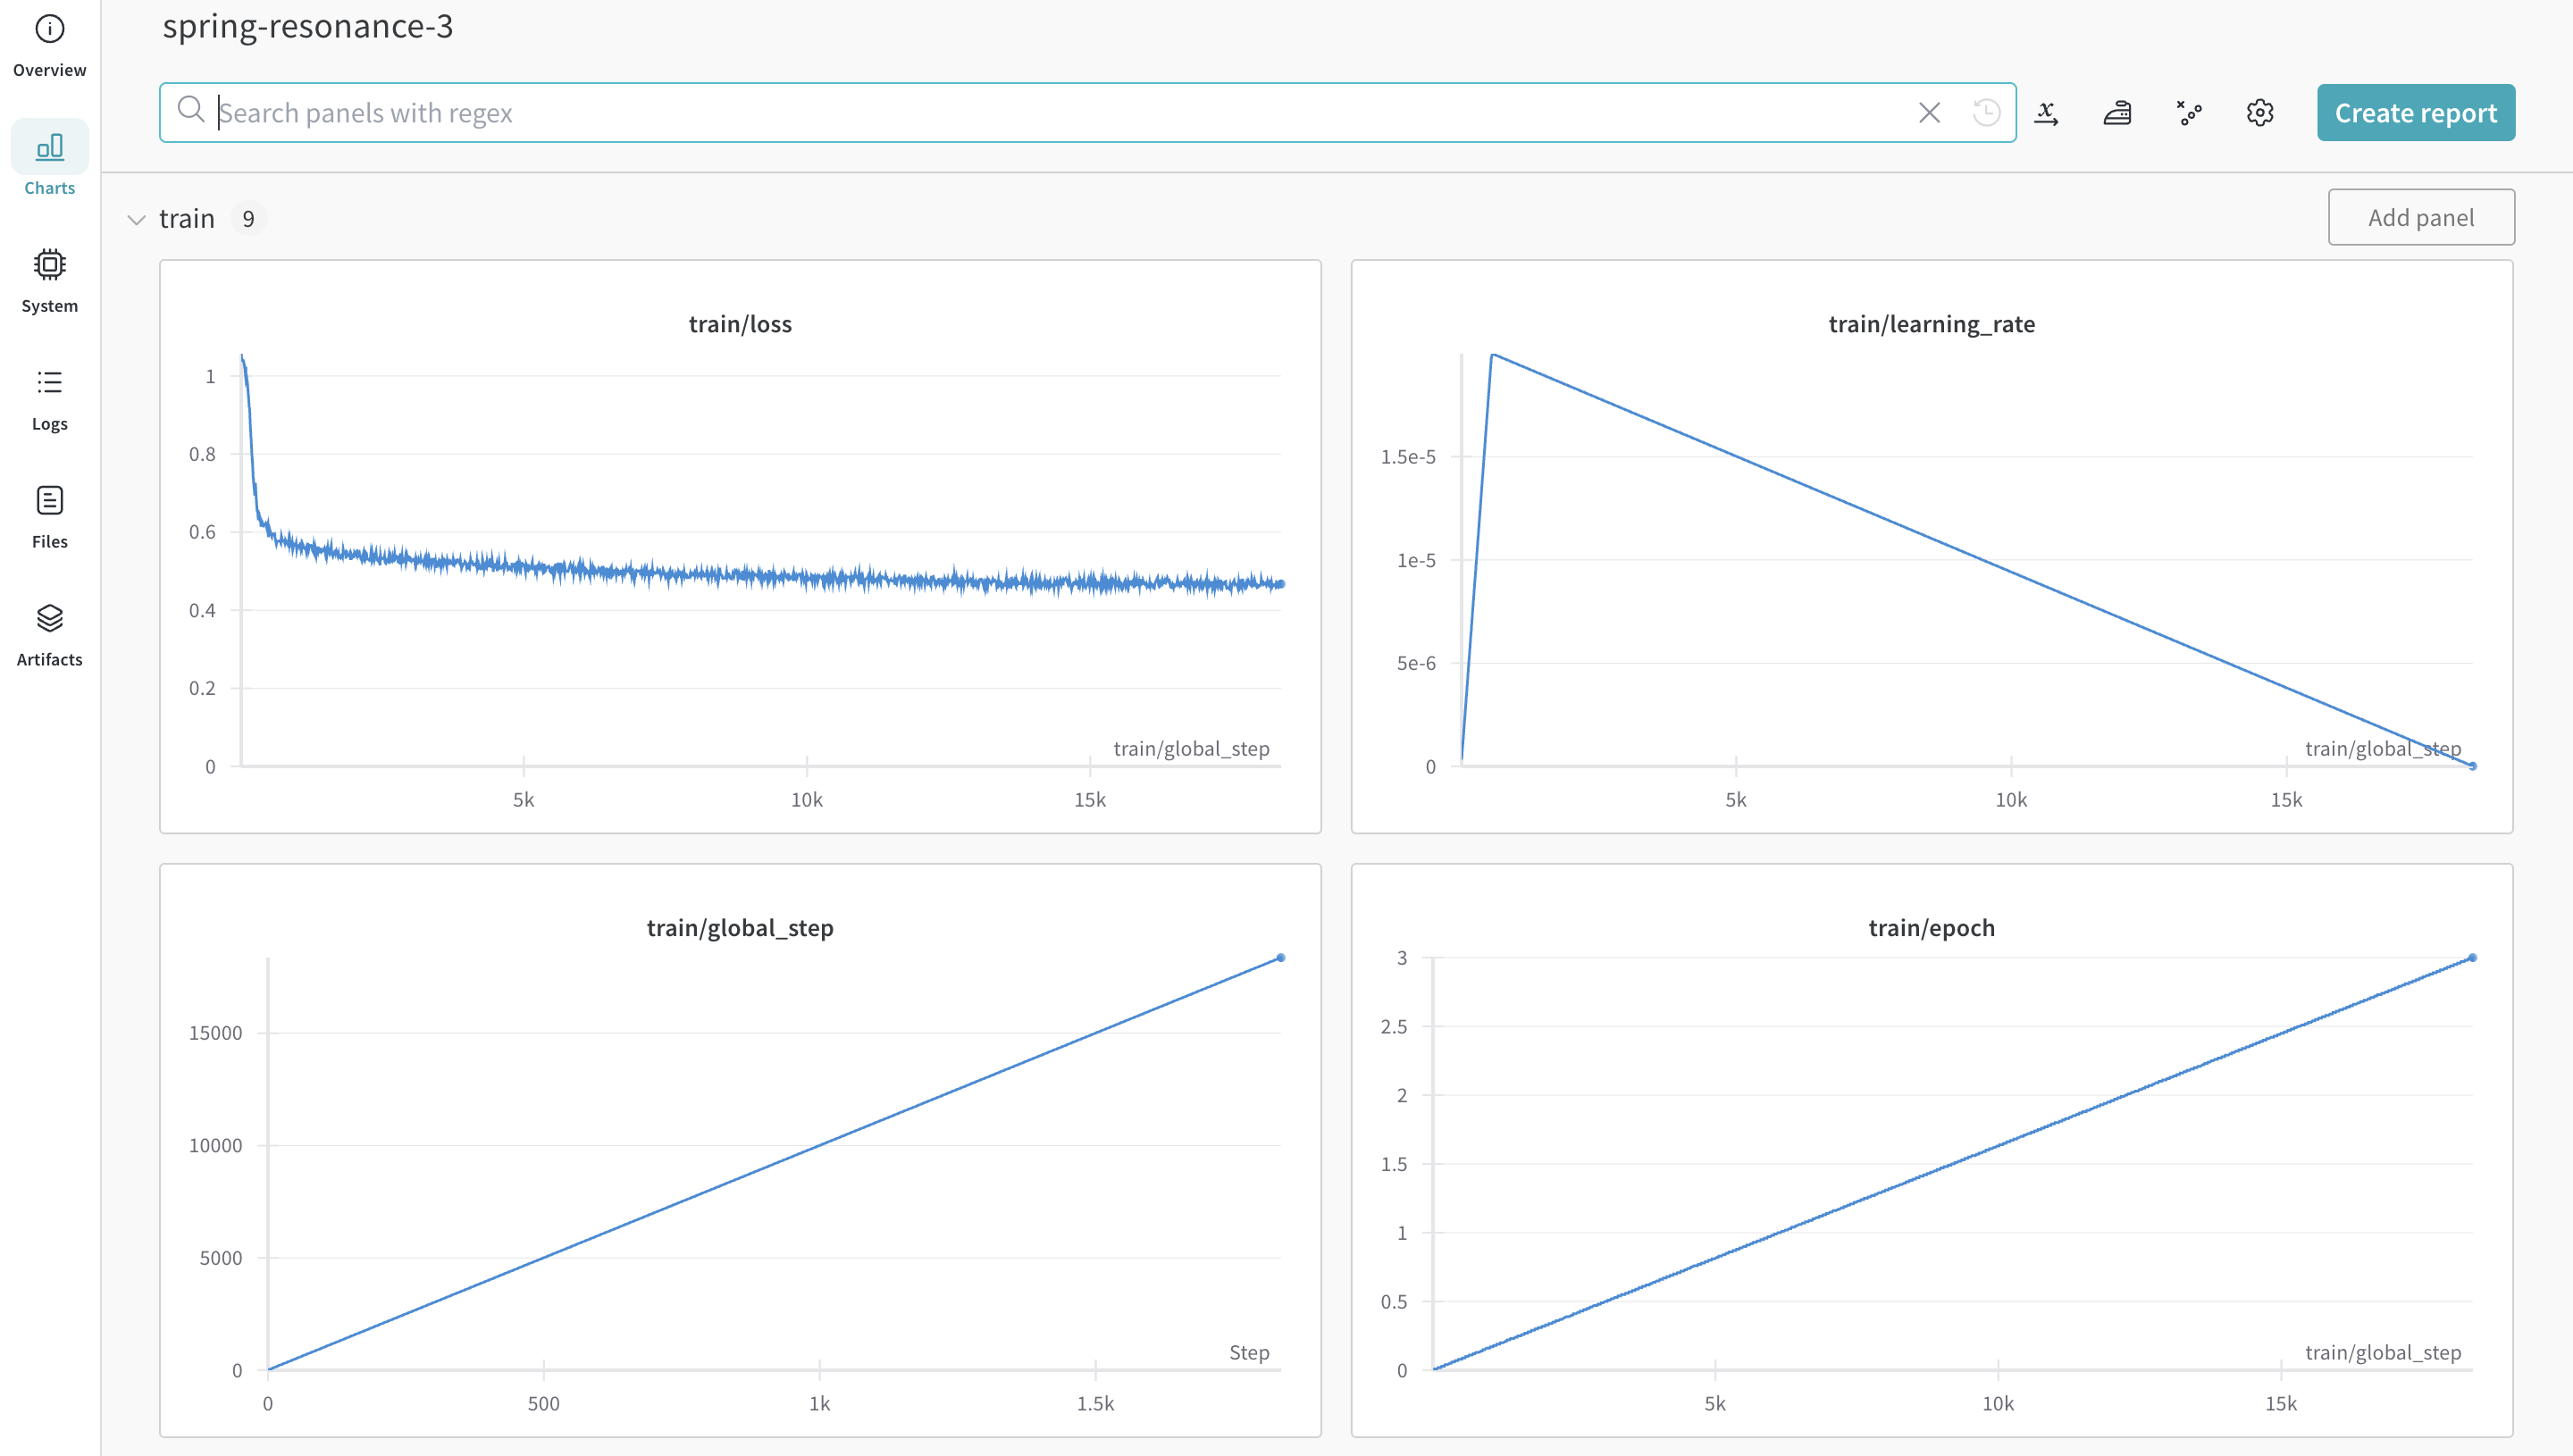 spring-resonance-3
Overview
Search panels with regex
Create report
Charts
train 9
Add panel
System
Logs
Files
Artifacts
train/loss
1
0.8
0.6
0.4
0.2
0
train/global_step
5k 10k 15k
train/learning_rate
1.5e-5
1e-5
5e-6
0
train/global_step
5k 10k 15k
train/global_step
15000
10000
5000
0
Step
0 500 1k 1.5k
train/epoch
3
2.5
2
1.5
1
0.5
0
train/global_step
5k 10k 15k